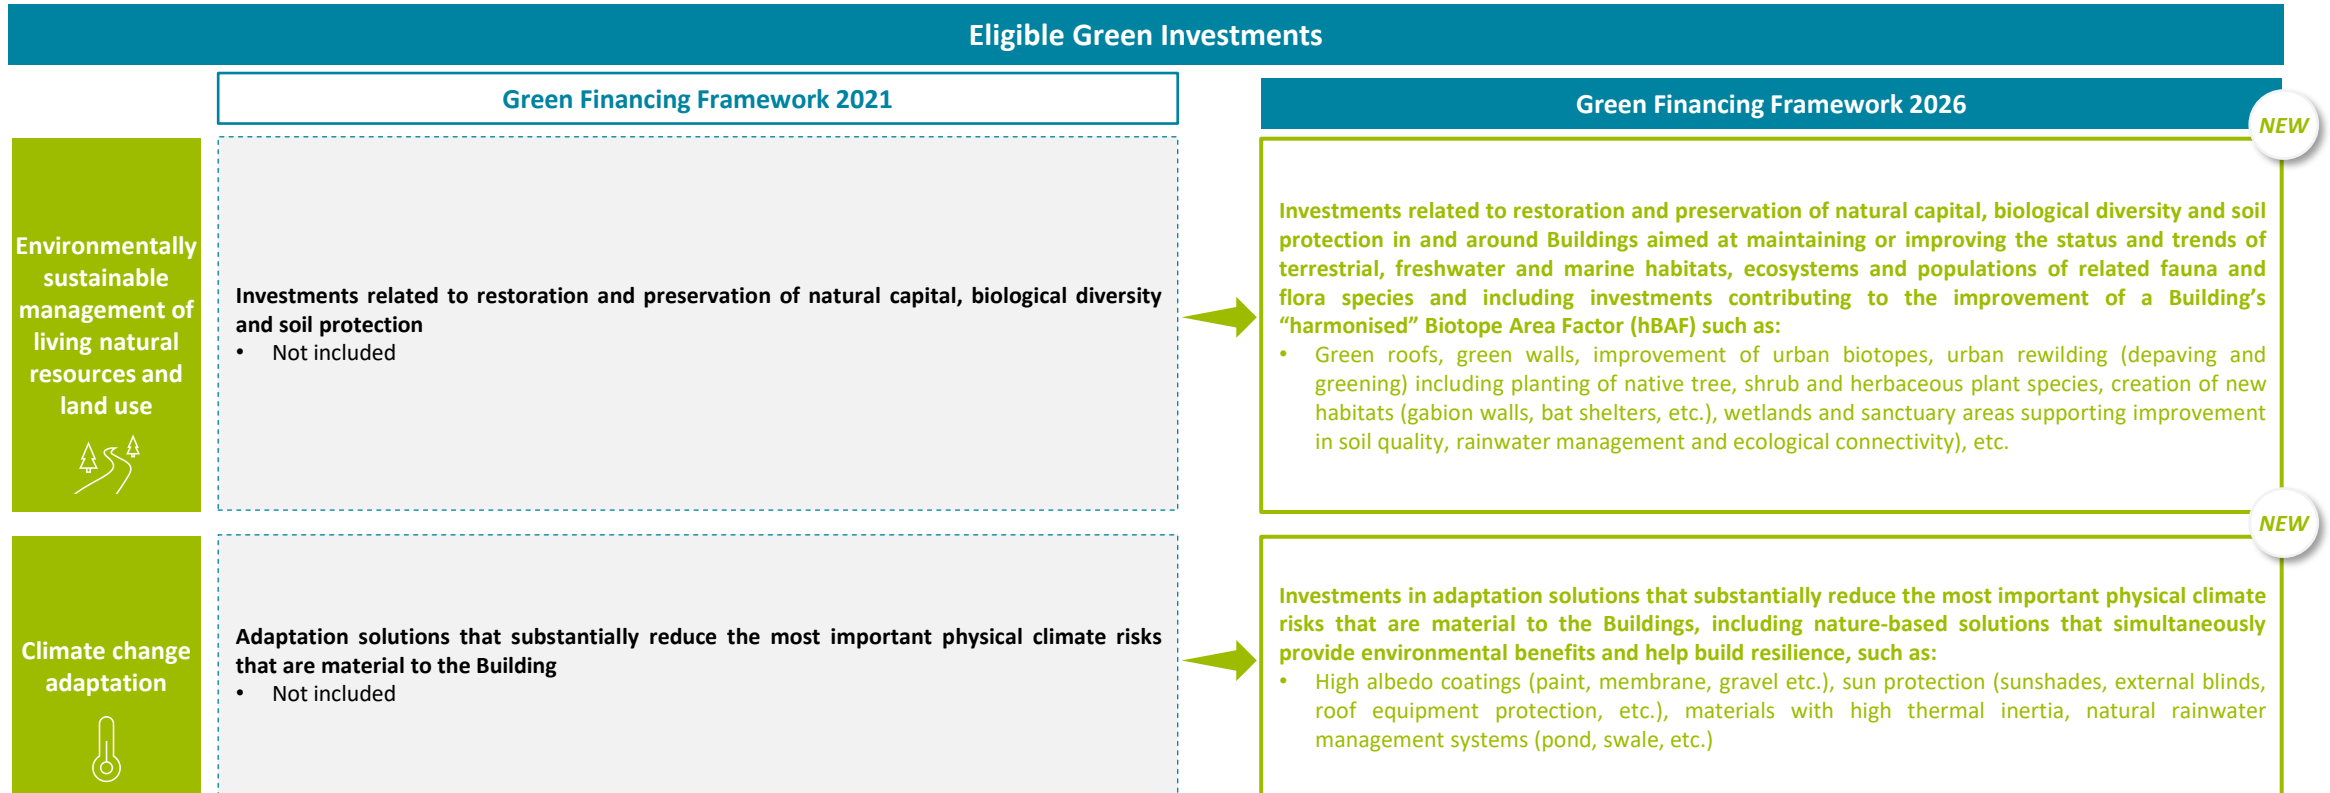 Eligible Green Investments
Green Financing Framework 2021
Green Financing Framework 2026
NEW
Environmentally
sustainable
management of
living natural
resources and
land use
Investments related to restoration and preservation of natural capital, biological diversity
and soil protection
• Not included
Investments related to restoration and preservation of natural capital, biological diversity and soil
protection in and around Buildings aimed at maintaining or improving the status and trends of
terrestrial, freshwater and marine habitats, ecosystems and populations of related fauna and
flora species and including investments contributing to the improvement of a Building’s
“harmonised” Biotope Area Factor (hBAF) such as:
• Green roofs, green walls, improvement of urban biotopes, urban rewilding (depaving and
greening) including planting of native tree, shrub and herbaceous plant species, creation of new
habitats (gabion walls, bat shelters, etc.), wetlands and sanctuary areas supporting improvement
in soil quality, rainwater management and ecological connectivity), etc.
NEW
Climate change
adaptation
Adaptation solutions that substantially reduce the most important physical climate risks
that are material to the Building
• Not included
Investments in adaptation solutions that substantially reduce the most important physical climate
risks that are material to the Buildings, including nature-based solutions that simultaneously
provide environmental benefits and help build resilience, such as:
• High albedo coatings (paint, membrane, gravel etc.), sun protection (sunshades, external blinds,
roof equipment protection, etc.), materials with high thermal inertia, natural rainwater
management systems (pond, swale, etc.)